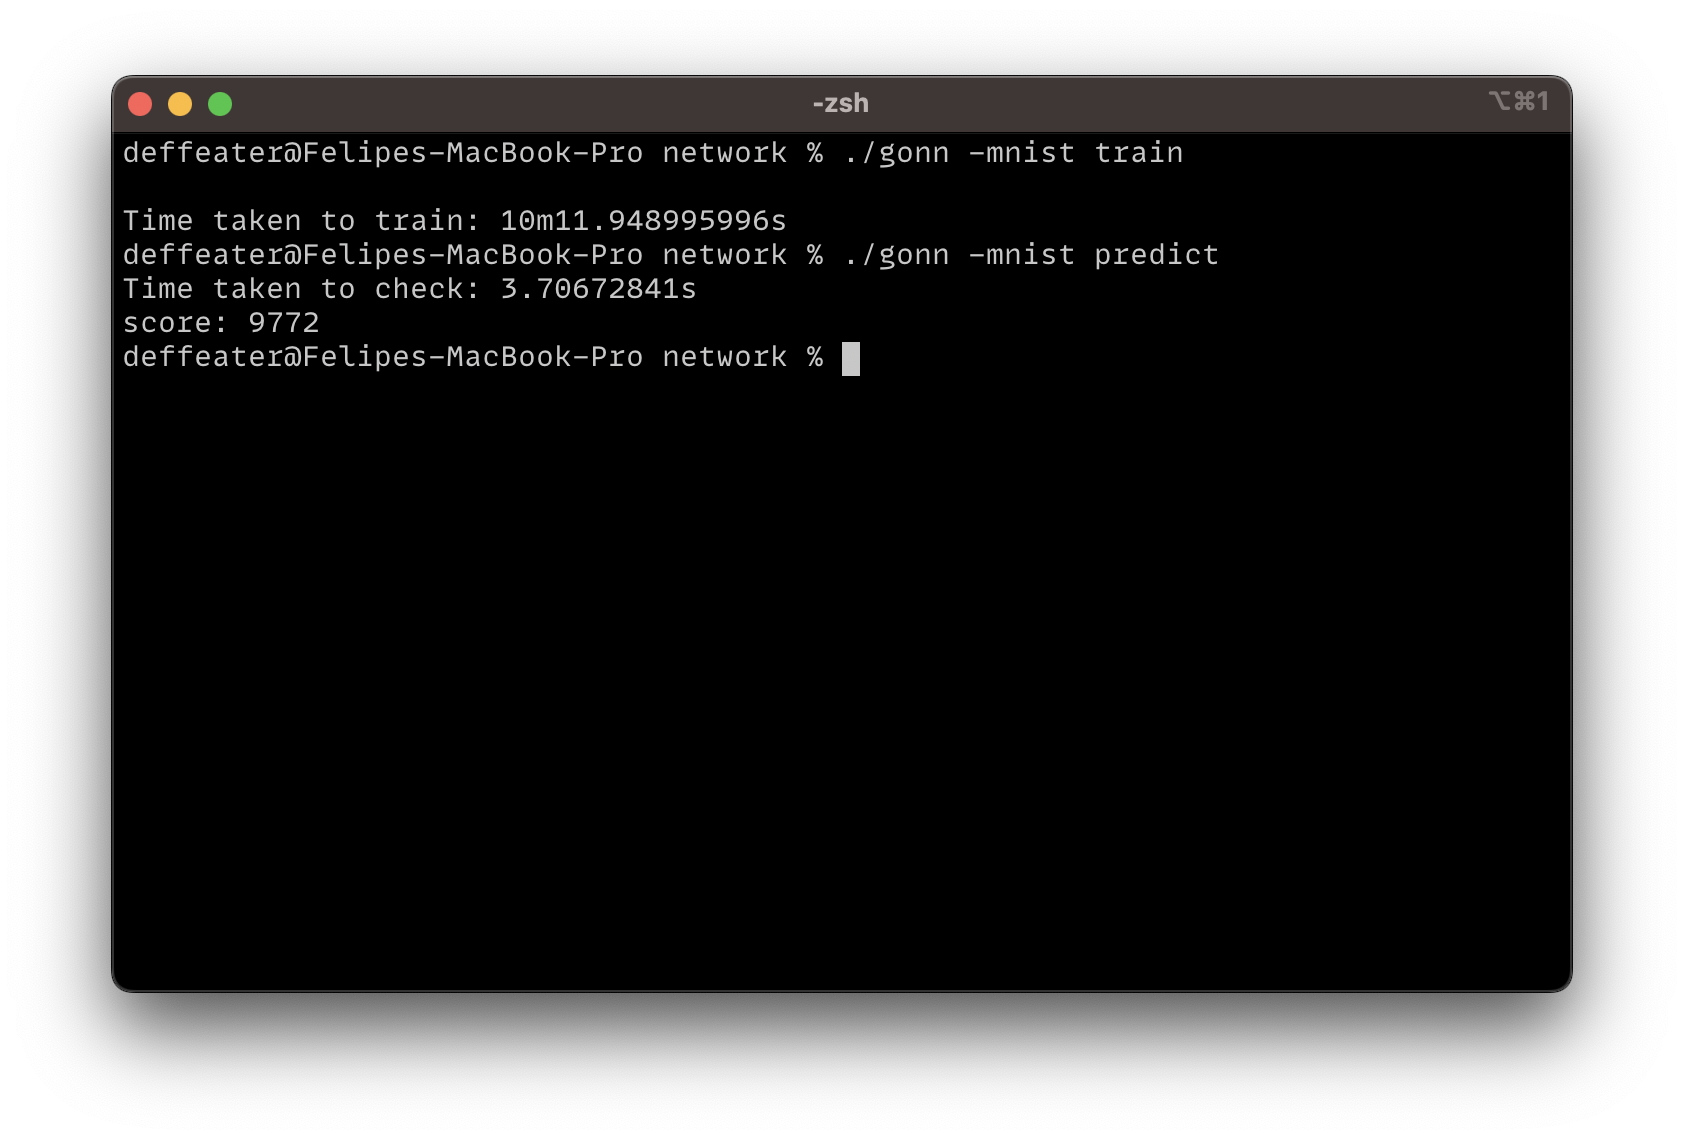 -zsh
⌥⌘1
deffeater@Felipes-MacBook-Pro network % ./gonn -mnist train
Time taken to train: 10m11.948995996s
deffeater@Felipes-MacBook-Pro network % ./gonn -mnist predict
Time taken to check: 3.70672841s
score: 9772
deffeater@Felipes-MacBook-Pro network %